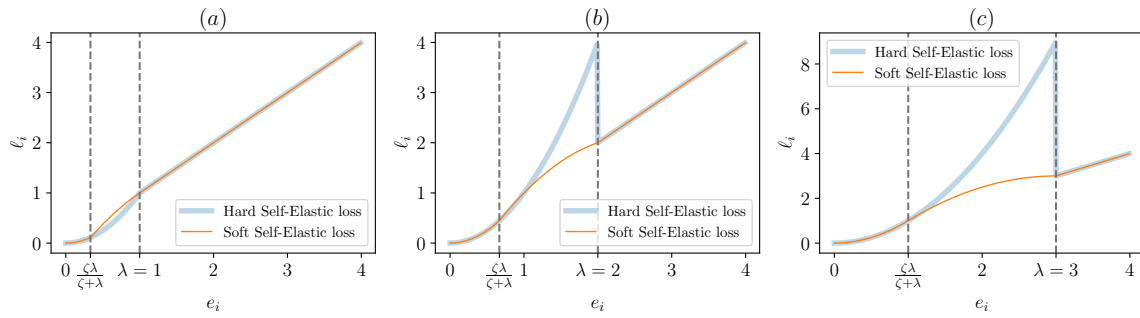 (a)
4
3
2
1
0
ℓ_i
Hard Self-Elastic loss
Soft Self-Elastic loss
0 ζλ/(ζ+λ) λ = 1 2 3 4
e_i
(b)
4
3
2
1
0
ℓ_i
Hard Self-Elastic loss
Soft Self-Elastic loss
0 ζλ/(ζ+λ) 1 λ = 2 3 4
e_i
(c)
8
6
4
2
0
ℓ_i
Hard Self-Elastic loss
Soft Self-Elastic loss
0 ζλ/(ζ+λ) 2 λ = 3 4
e_i